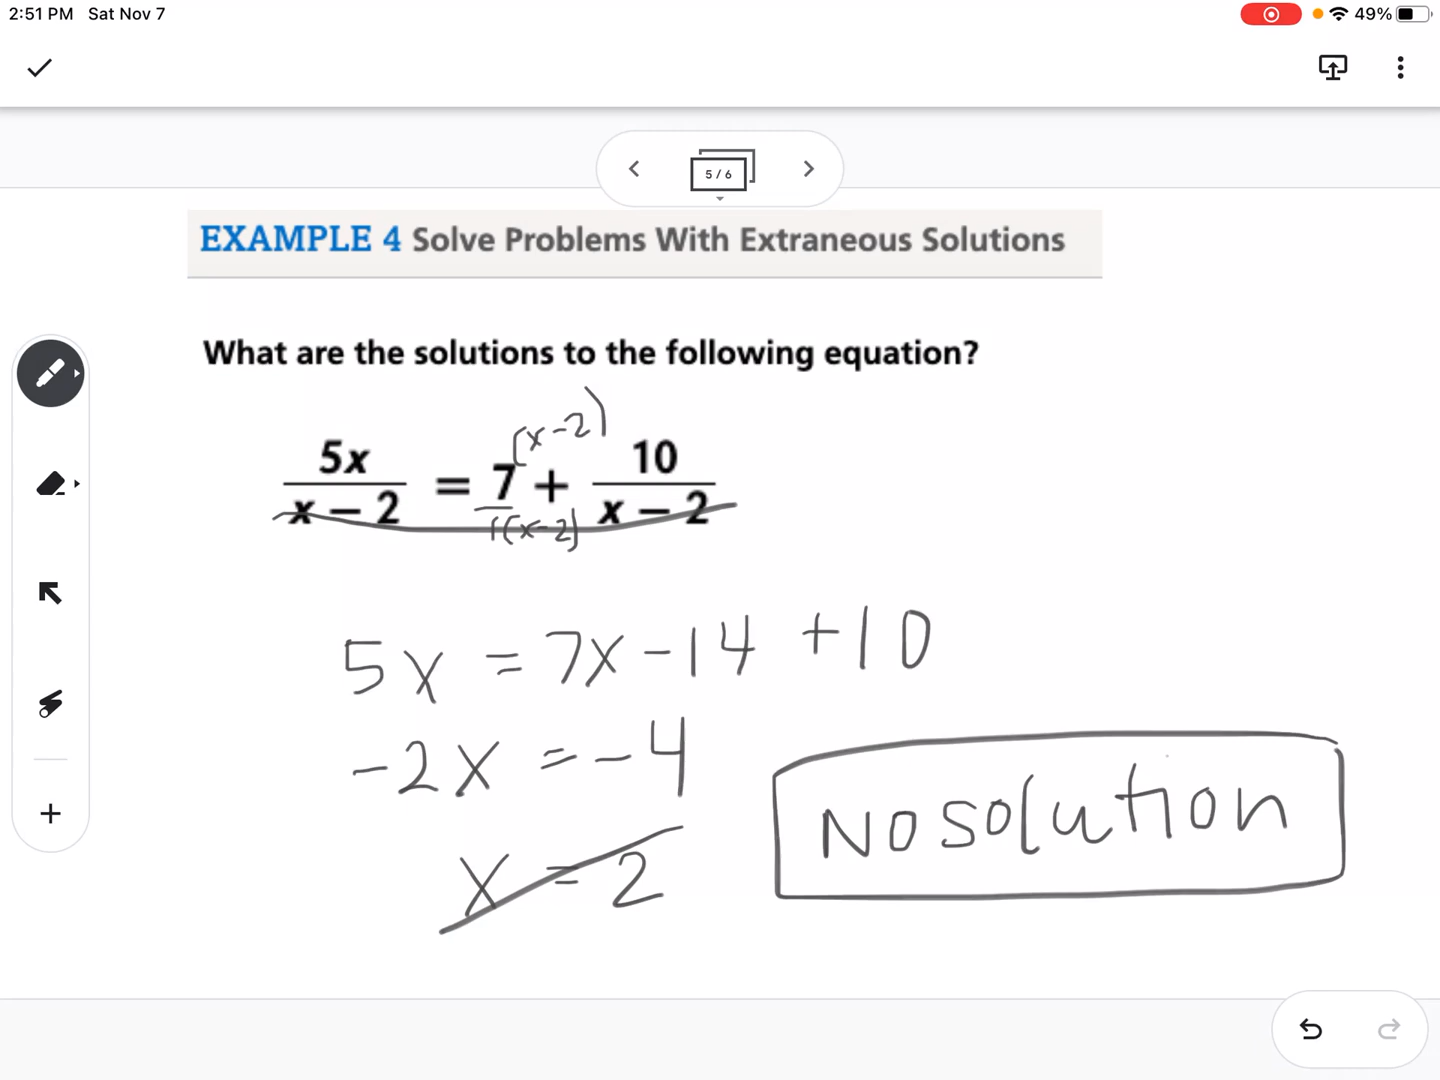 2:51 PM Sat Nov 7
49%
5 / 6
EXAMPLE 4 Solve Problems With Extraneous Solutions
What are the solutions to the following equation?
(x-2)
5x = 7 + 10
x − 2 1(x-2) x − 2
5x = 7x - 14 + 10
-2x = -4
x = 2
No solution